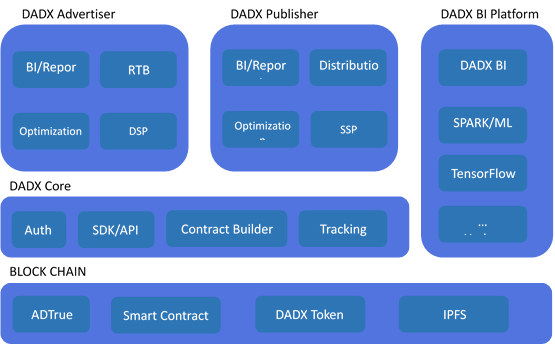 DADX Advertiser
BI/Repor
RTB
Optimization
DSP
DADX Publisher
BI/Repor
Distributio
Optimizatio
n
SSP
DADX BI Platform
DADX BI
SPARK/ML
TensorFlow
...
DADX Core
Auth
SDK/API
Contract Builder
Tracking
BLOCK CHAIN
ADTrue
Smart Contract
DADX Token
IPFS